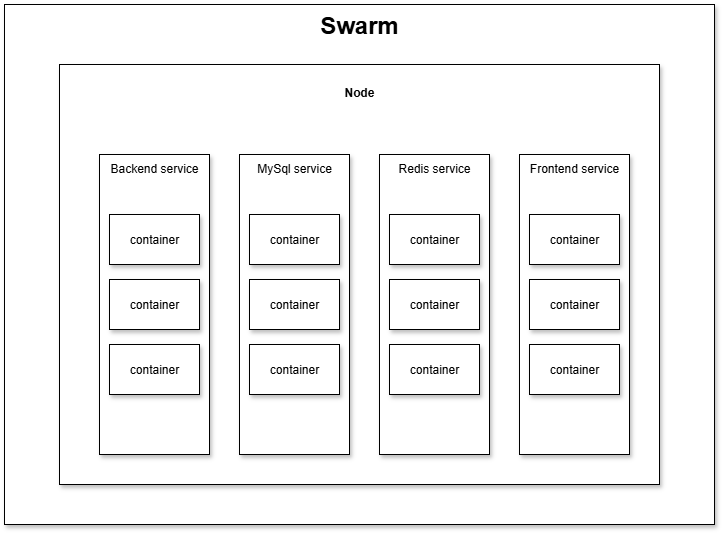 Swarm
Node
Backend service
MySql service
Redis service
Frontend service
container
container
container
container
container
container
container
container
container
container
container
container